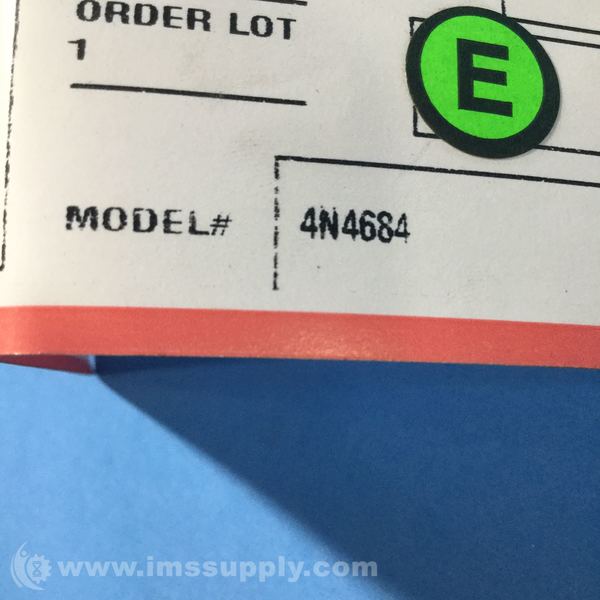 ORDER LOT
1
E
MODEL# 4N4684
www.imssupply.com